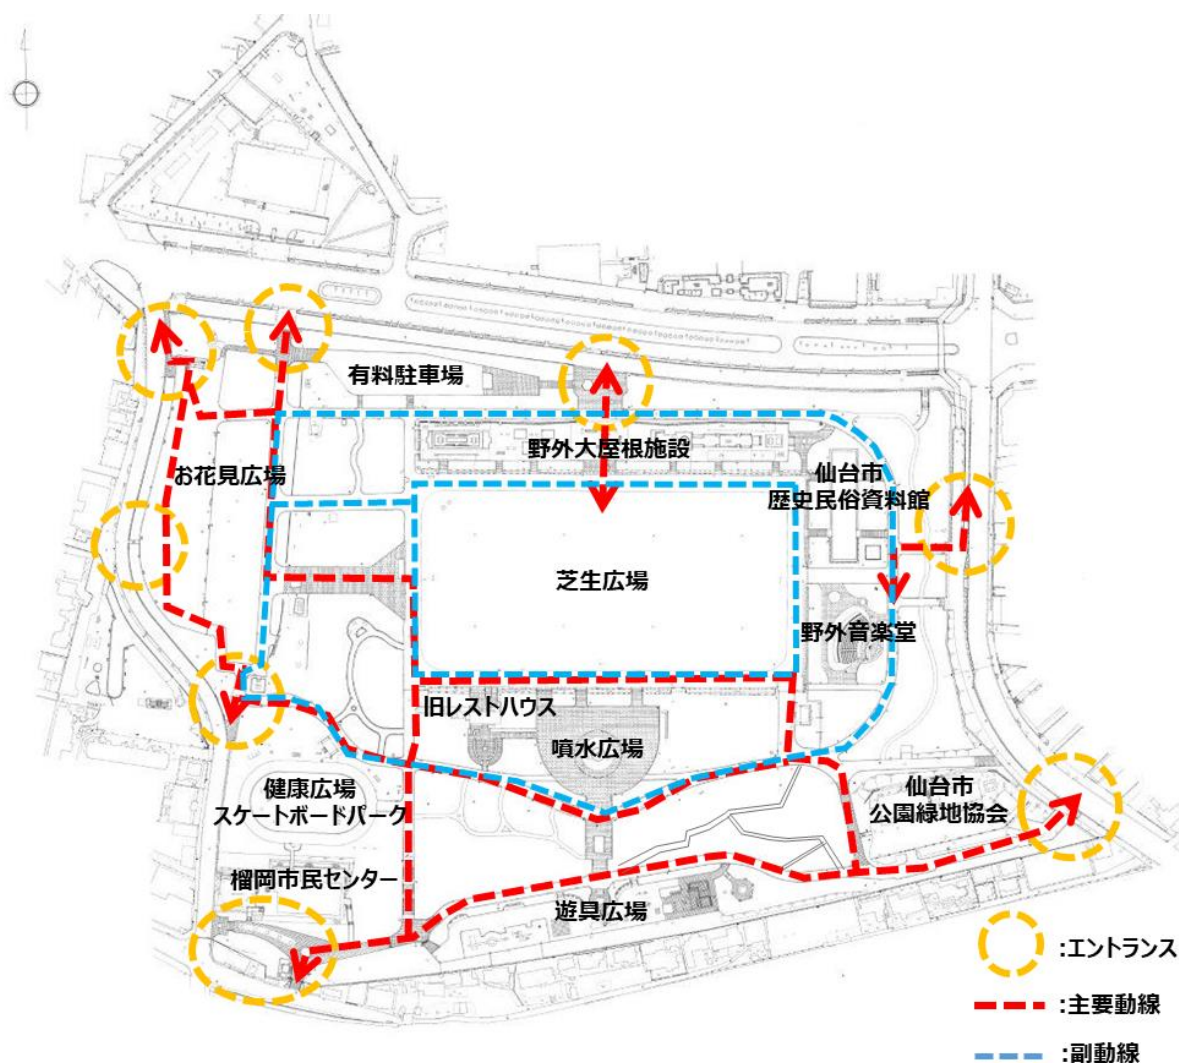 有料駐車場
野外大屋根施設
お花見広場
仙台市
歴史民俗資料館
芝生広場
野外音楽堂
旧レストハウス
噴水広場
健康広場
スケートボードパーク
仙台市
公園緑地協会
榴岡市民センター
遊具広場
:エントランス
:主要動線
:副動線